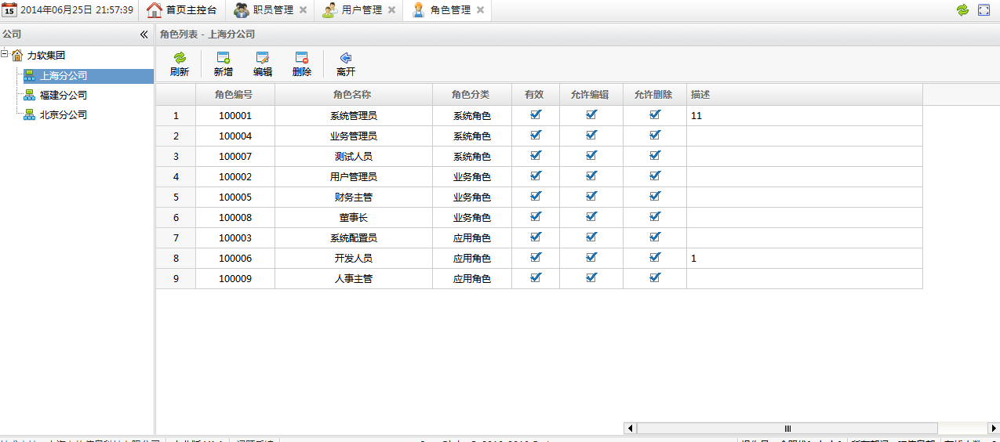 15 2014年06月25日 21:57:39 首页主控台 职员管理 用户管理 角色管理
公司
力软集团
上海分公司
福建分公司
北京分公司
角色列表 - 上海分公司
刷新 新增 编辑 删除 离开
角色编号 角色名称 角色分类 有效 允许编辑 允许删除 描述
1 100001 系统管理员 系统角色 11
2 100004 业务管理员 系统角色
3 100007 测试人员 系统角色
4 100002 用户管理员 业务角色
5 100005 财务主管 业务角色
6 100008 董事长 业务角色
7 100003 系统配置员 应用角色
8 100006 开发人员 应用角色 1
9 100009 人事主管 应用角色